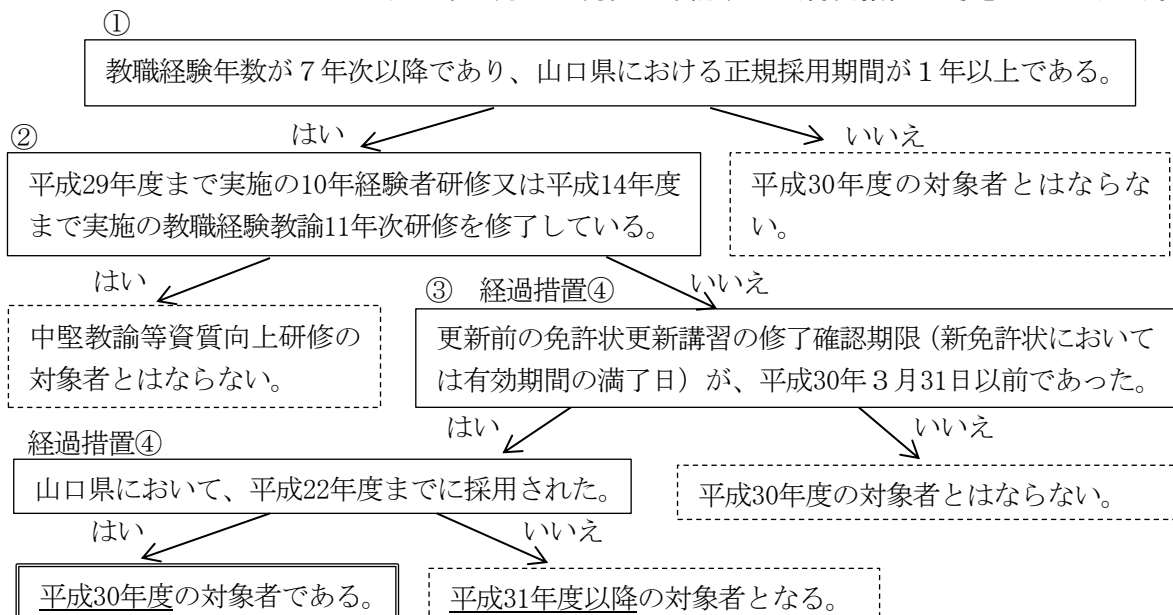 ①
教職経験年数が７年次以降であり、山口県における正規採用期間が１年以上である。
はい
いいえ
②
平成29年度まで実施の10年経験者研修又は平成14年度
まで実施の教職経験教諭11年次研修を修了している。
平成30年度の対象者とはならな
い。
はい
いいえ
③　経過措置④
中堅教諭等資質向上研修の
対象者とはならない。
更新前の免許状更新講習の修了確認期限（新免許状において
は有効期間の満了日）が、平成30年３月31日以前であった。
はい
いいえ
経過措置④
山口県において、平成22年度までに採用された。
平成30年度の対象者とはならない。
はい
いいえ
平成30年度の対象者である。
平成31年度以降の対象者となる。